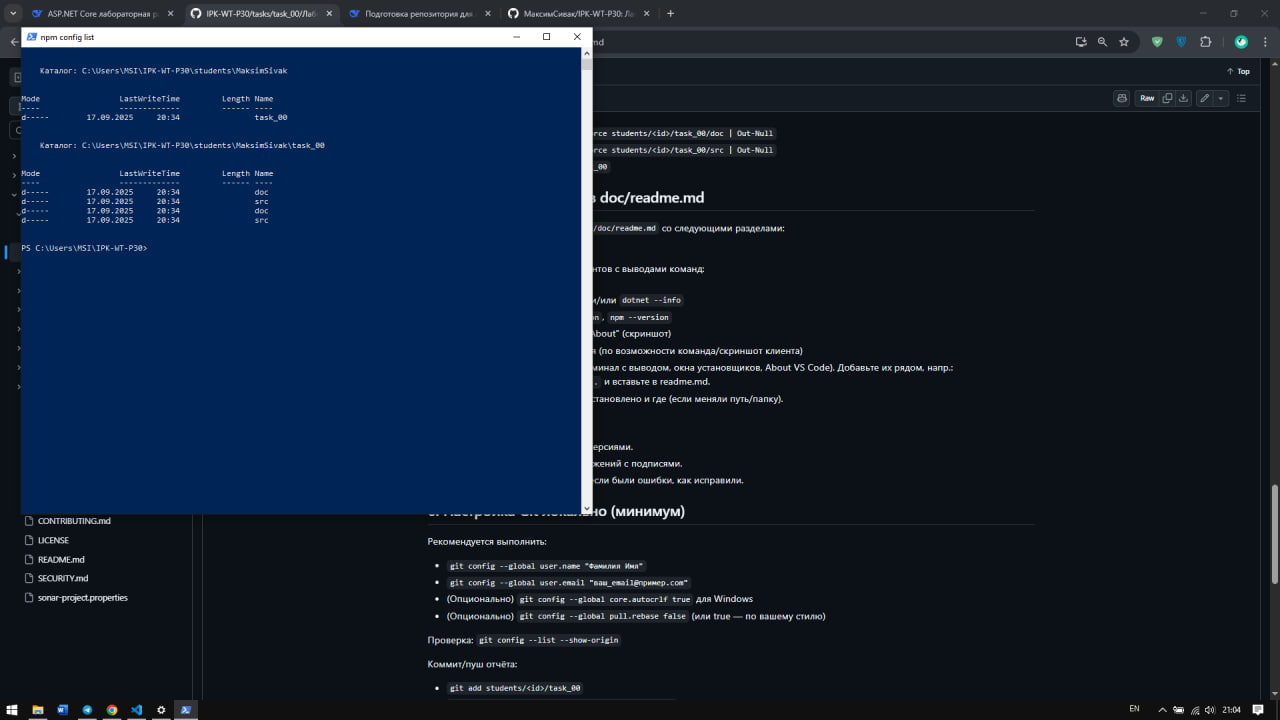 ASP.NET Core лабораторная р
IPK-WT-P30/tasks/task_00/Лаб
Подготовка репозитория для
МаксимСивак/IPK-WT-P30: Ла
npm config list
md
Top
Каталог: C:\Users\MSI\IPK-WT-P30\students\MaksimSivak
Mode LastWriteTime Length Name
---- ------------- ------ ----
d----- 17.09.2025 20:34 task_00
Каталог: C:\Users\MSI\IPK-WT-P30\students\MaksimSivak\task_00
Mode LastWriteTime Length Name
---- ------------- ------ ----
d----- 17.09.2025 20:34 doc
d----- 17.09.2025 20:34 src
d----- 17.09.2025 20:34 doc
d----- 17.09.2025 20:34 src
PS C:\Users\MSI\IPK-WT-P30>
Raw
orce students/<id>/task_00/doc | Out-Null
orce students/<id>/task_00/src | Out-Null
_00
в doc/readme.md
/doc/readme.md со следующими разделами:
нтов с выводами команд:
и/или dotnet --info
on, npm --version
About" (скриншот)
я (по возможности команда/скриншот клиента)
минал с выводом, окна установщиков, About VS Code). Добавьте их рядом, напр.:
. и вставьте в readme.md.
становлено и где (если меняли путь/папку).
ерсиями.
жений с подписями.
если были ошибки, как исправили.
CONTRIBUTING.md
LICENSE
README.md
SECURITY.md
sonar-project.properties
Настройка Git локально (минимум)
Рекомендуется выполнить:
git config --global user.name "Фамилия Имя"
git config --global user.email "ваш_email@пример.com"
(Опционально) git config --global core.autocrlf true для Windows
(Опционально) git config --global pull.rebase false (или true — по вашему стилю)
Проверка: git config --list --show-origin
Коммит/пуш отчёта:
git add students/<id>/task_00
EN
21:04